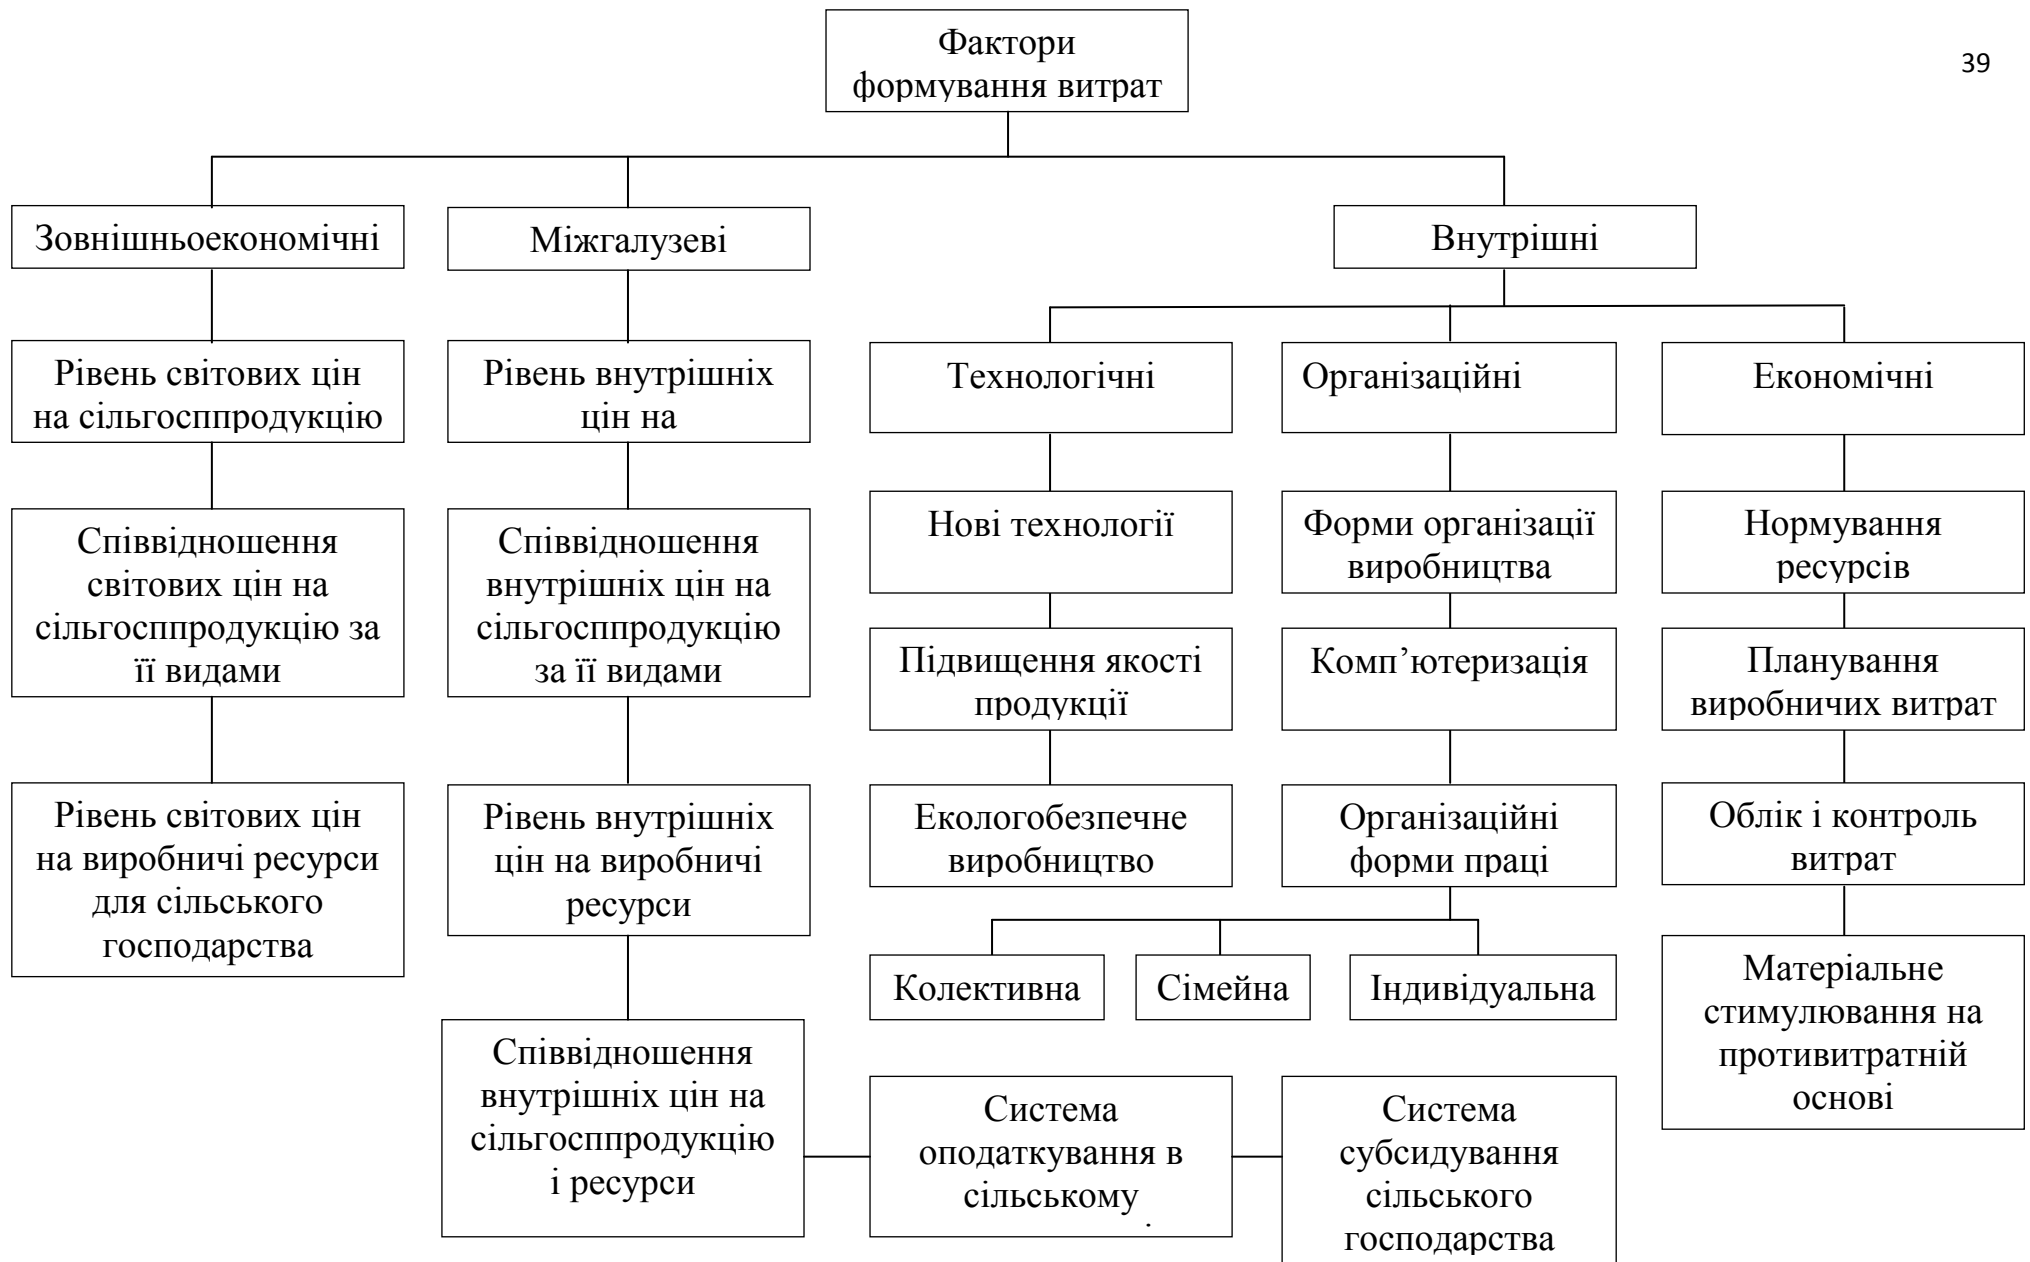 Фактори
формування витрат
39
Зовнішньоекономічні
Міжгалузеві
Внутрішні
Рівень світових цін
на сільгосппродукцію
Рівень внутрішніх
цін на
Технологічні
Організаційні
Економічні
Співвідношення
світових цін на
сільгосппродукцію за
її видами
Співвідношення
внутрішніх цін на
сільгосппродукцію
за її видами
Нові технології
Форми організації
виробництва
Нормування
ресурсів
Підвищення якості
продукції
Комп’ютеризація
Планування
виробничих витрат
Рівень світових цін
на виробничі ресурси
для сільського
господарства
Рівень внутрішніх
цін на виробничі
ресурси
Екологобезпечне
виробництво
Організаційні
форми праці
Облік і контроль
витрат
Колективна
Сімейна
Індивідуальна
Матеріальне
стимулювання на
противитратній
основі
Співвідношення
внутрішніх цін на
сільгосппродукцію
і ресурси
Система
оподаткування в
сільському
Система
субсидування
сільського
господарства